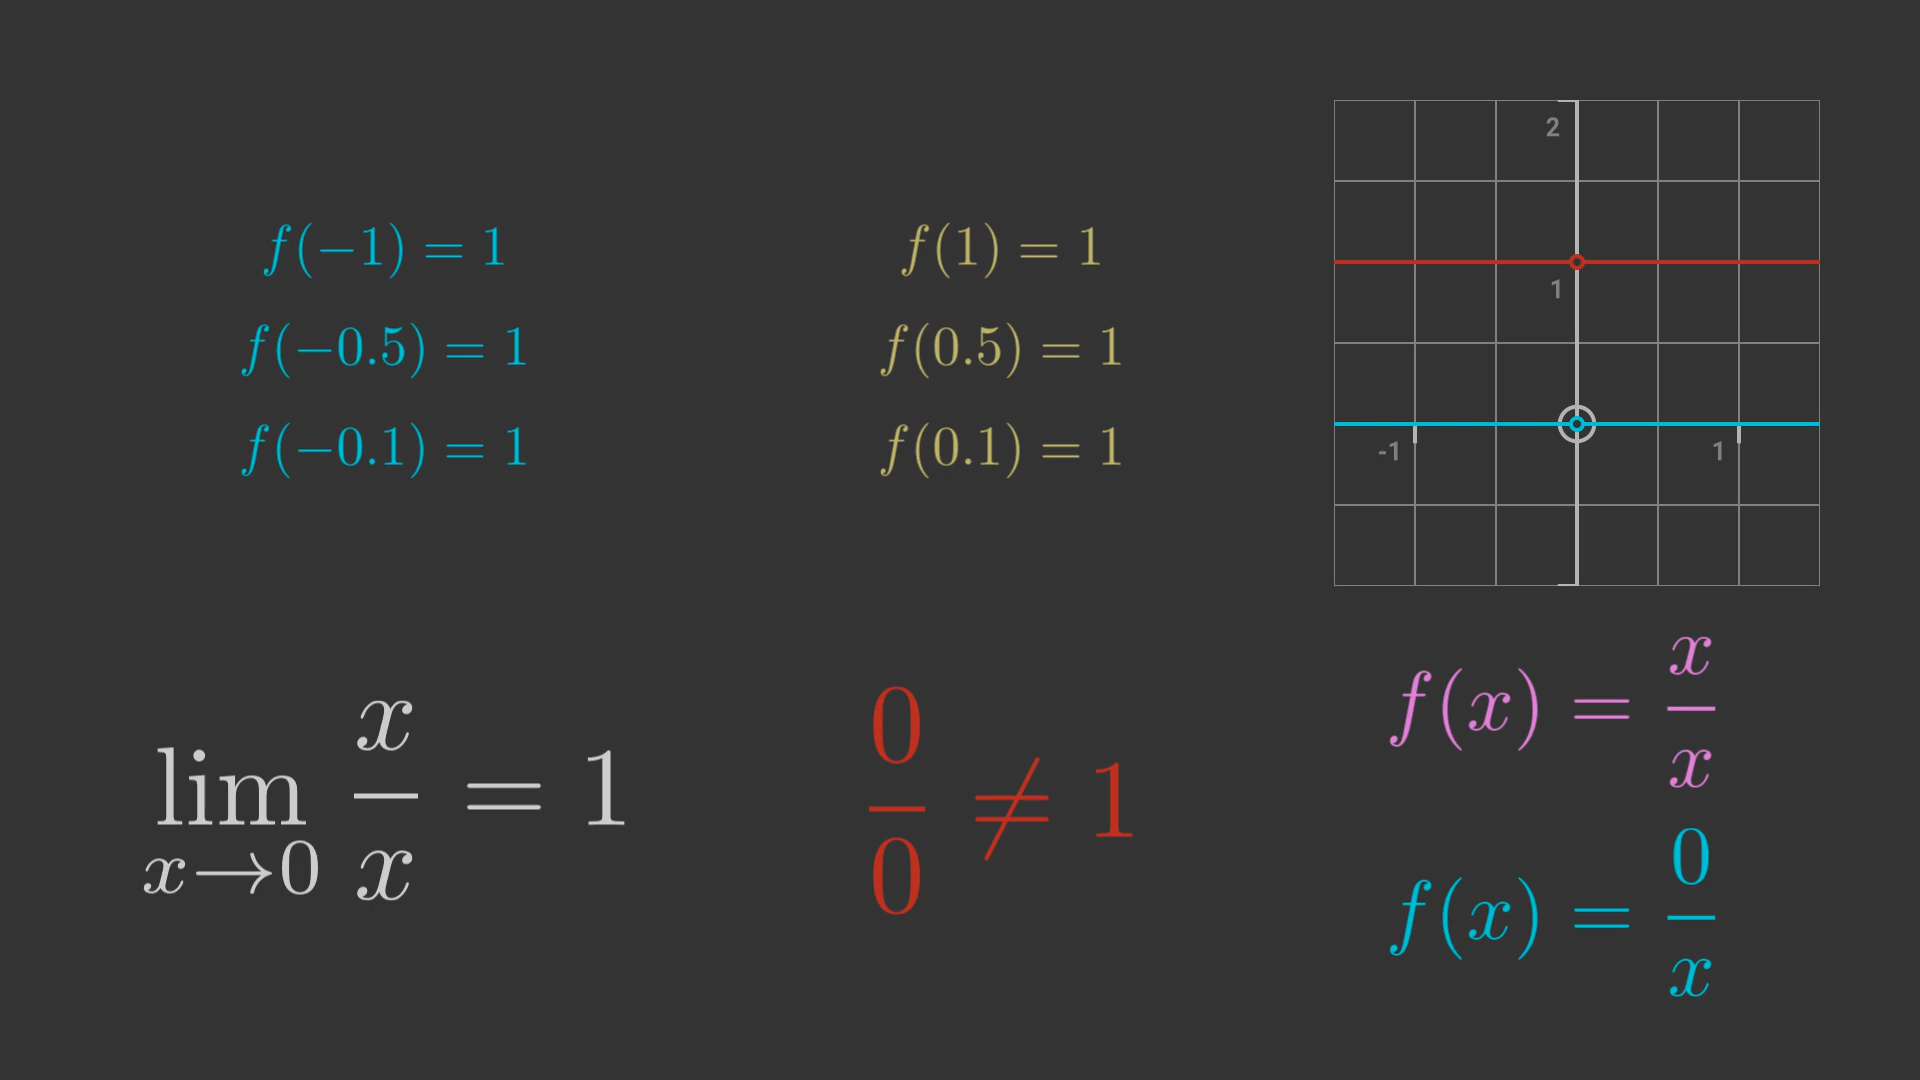 f(−1) = 1
f(−0.5) = 1
f(−0.1) = 1
f(1) = 1
f(0.5) = 1
f(0.1) = 1
2
1
-1
1
lim x→0 x/x = 1
0/0 ≠ 1
f(x) = x/x
f(x) = 0/x